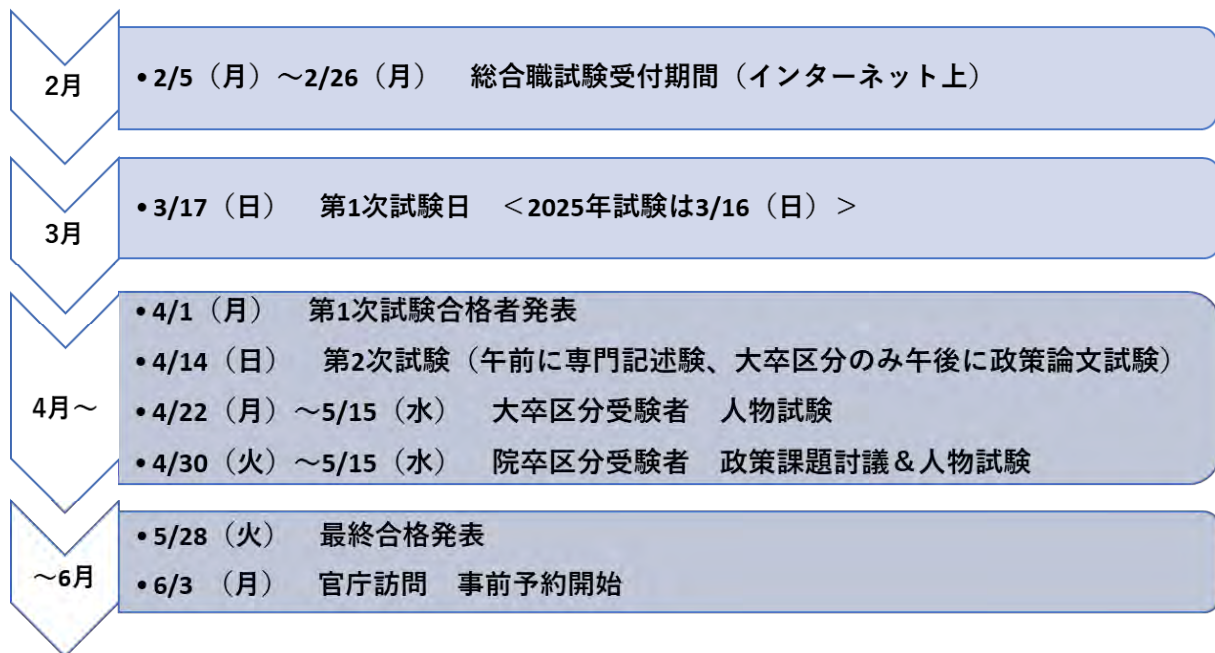 2月
• 2/5（月）～2/26（月）　総合職試験受付期間（インターネット上）
3月
• 3/17（日）　第1次試験日　＜2025年試験は3/16（日）＞
4月～
• 4/1（月）　第1次試験合格者発表
• 4/14（日）　第2次試験（午前に専門記述験、大卒区分のみ午後に政策論文試験）
• 4/22（月）～5/15（水）　大卒区分受験者　人物試験
• 4/30（火）～5/15（水）　院卒区分受験者　政策課題討議＆人物試験
～6月
• 5/28（火）　最終合格発表
• 6/3 （月）　官庁訪問　事前予約開始